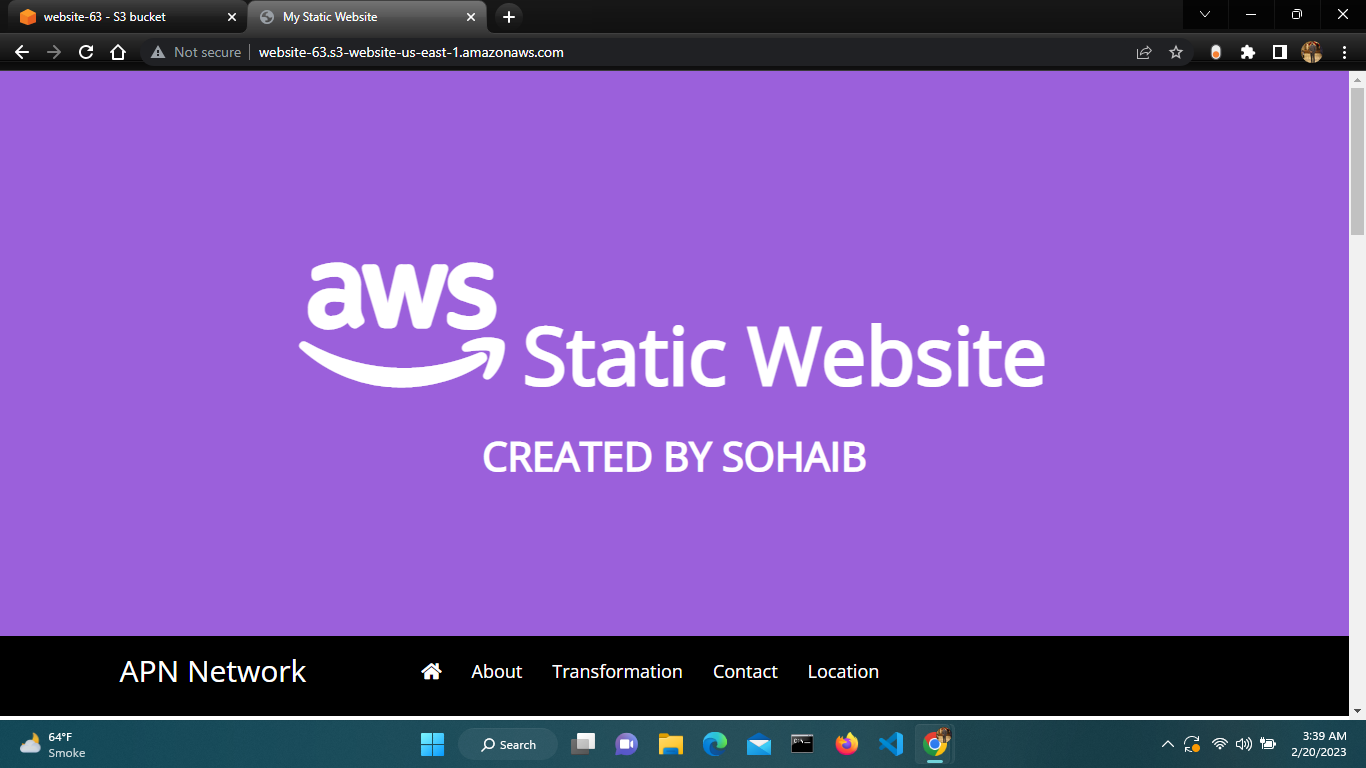 website-63 - S3 bucket
My Static Website
Not secure
website-63.s3-website-us-east-1.amazonaws.com
aws
Static Website
CREATED BY SOHAIB
APN Network
About
Transformation
Contact
Location
64°F
Smoke
Search
3:39 AM
2/20/2023